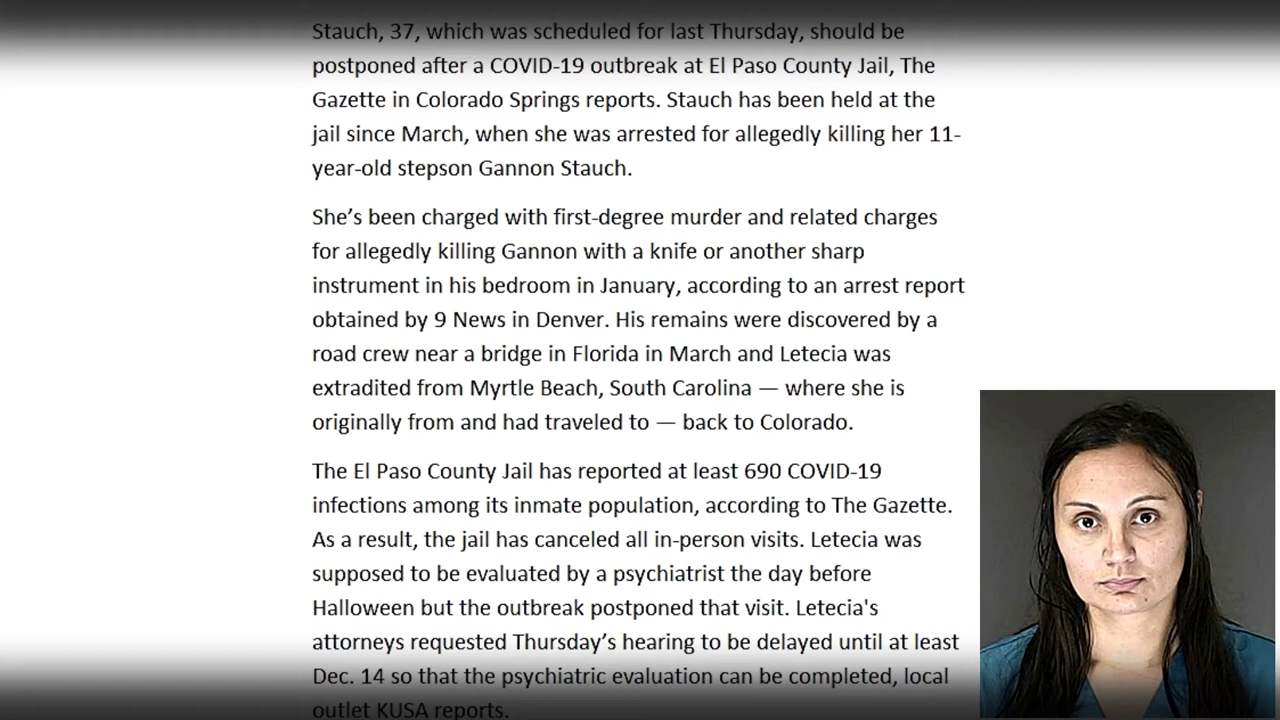 Stauch, 37, which was scheduled for last Thursday, should be
postponed after a COVID-19 outbreak at El Paso County Jail, The
Gazette in Colorado Springs reports. Stauch has been held at the
jail since March, when she was arrested for allegedly killing her 11-
year-old stepson Gannon Stauch.
She’s been charged with first-degree murder and related charges
for allegedly killing Gannon with a knife or another sharp
instrument in his bedroom in January, according to an arrest report
obtained by 9 News in Denver. His remains were discovered by a
road crew near a bridge in Florida in March and Letecia was
extradited from Myrtle Beach, South Carolina — where she is
originally from and had traveled to — back to Colorado.
The El Paso County Jail has reported at least 690 COVID-19
infections among its inmate population, according to The Gazette.
As a result, the jail has canceled all in-person visits. Letecia was
supposed to be evaluated by a psychiatrist the day before
Halloween but the outbreak postponed that visit. Letecia's
attorneys requested Thursday’s hearing to be delayed until at least
Dec. 14 so that the psychiatric evaluation can be completed, local
outlet KUSA reports.